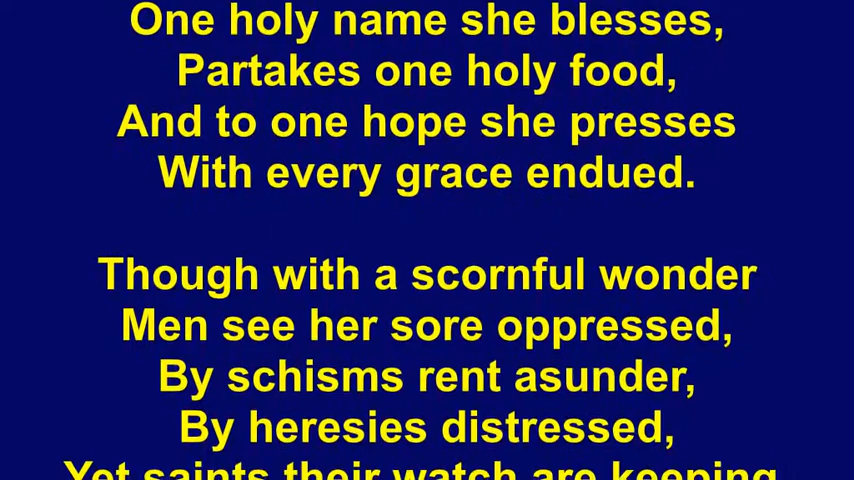 One holy name she blesses,
Partakes one holy food,
And to one hope she presses
With every grace endued.
Though with a scornful wonder
Men see her sore oppressed,
By schisms rent asunder,
By heresies distressed,
Yet saints their watch are keeping